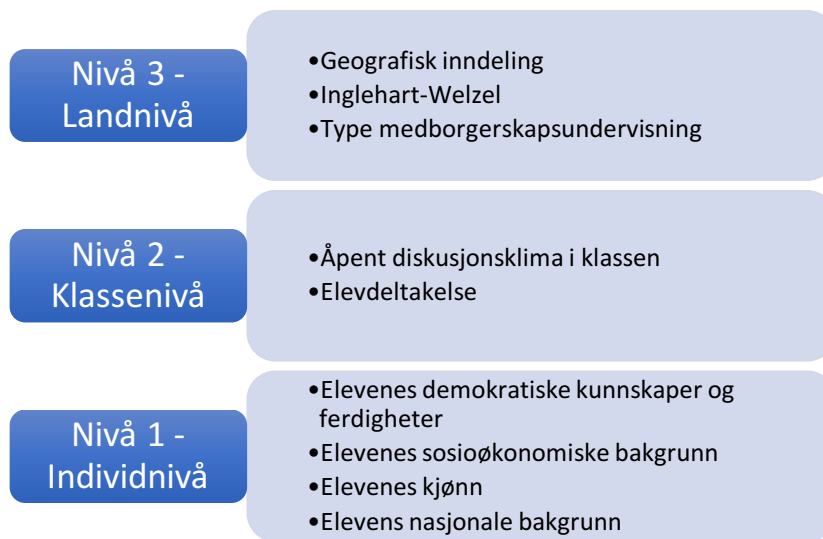 Nivå 3 -
Landnivå
•Geografisk inndeling
•Inglehart-Welzel
•Type medborgerskapsundervisning
Nivå 2 -
Klassenivå
•Åpent diskusjonsklima i klassen
•Elevdeltakelse
Nivå 1 -
Individnivå
•Elevenes demokratiske kunnskaper og
ferdigheter
•Elevenes sosioøkonomiske bakgrunn
•Elevenes kjønn
•Elevens nasjonale bakgrunn